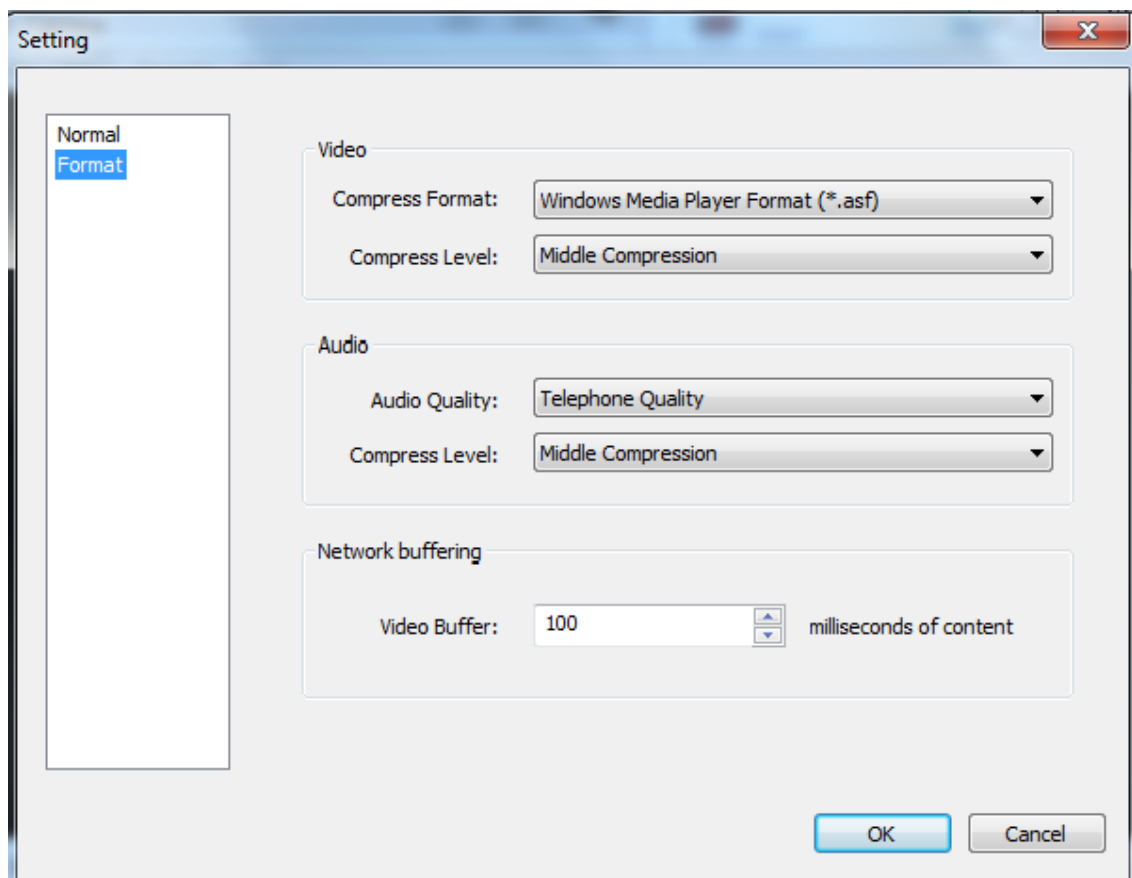 Setting
Normal
Format
Video
Compress Format: Windows Media Player Format (*.asf)
Compress Level: Middle Compression
Audio
Audio Quality: Telephone Quality
Compress Level: Middle Compression
Network buffering
Video Buffer: 100 milliseconds of content
OK Cancel